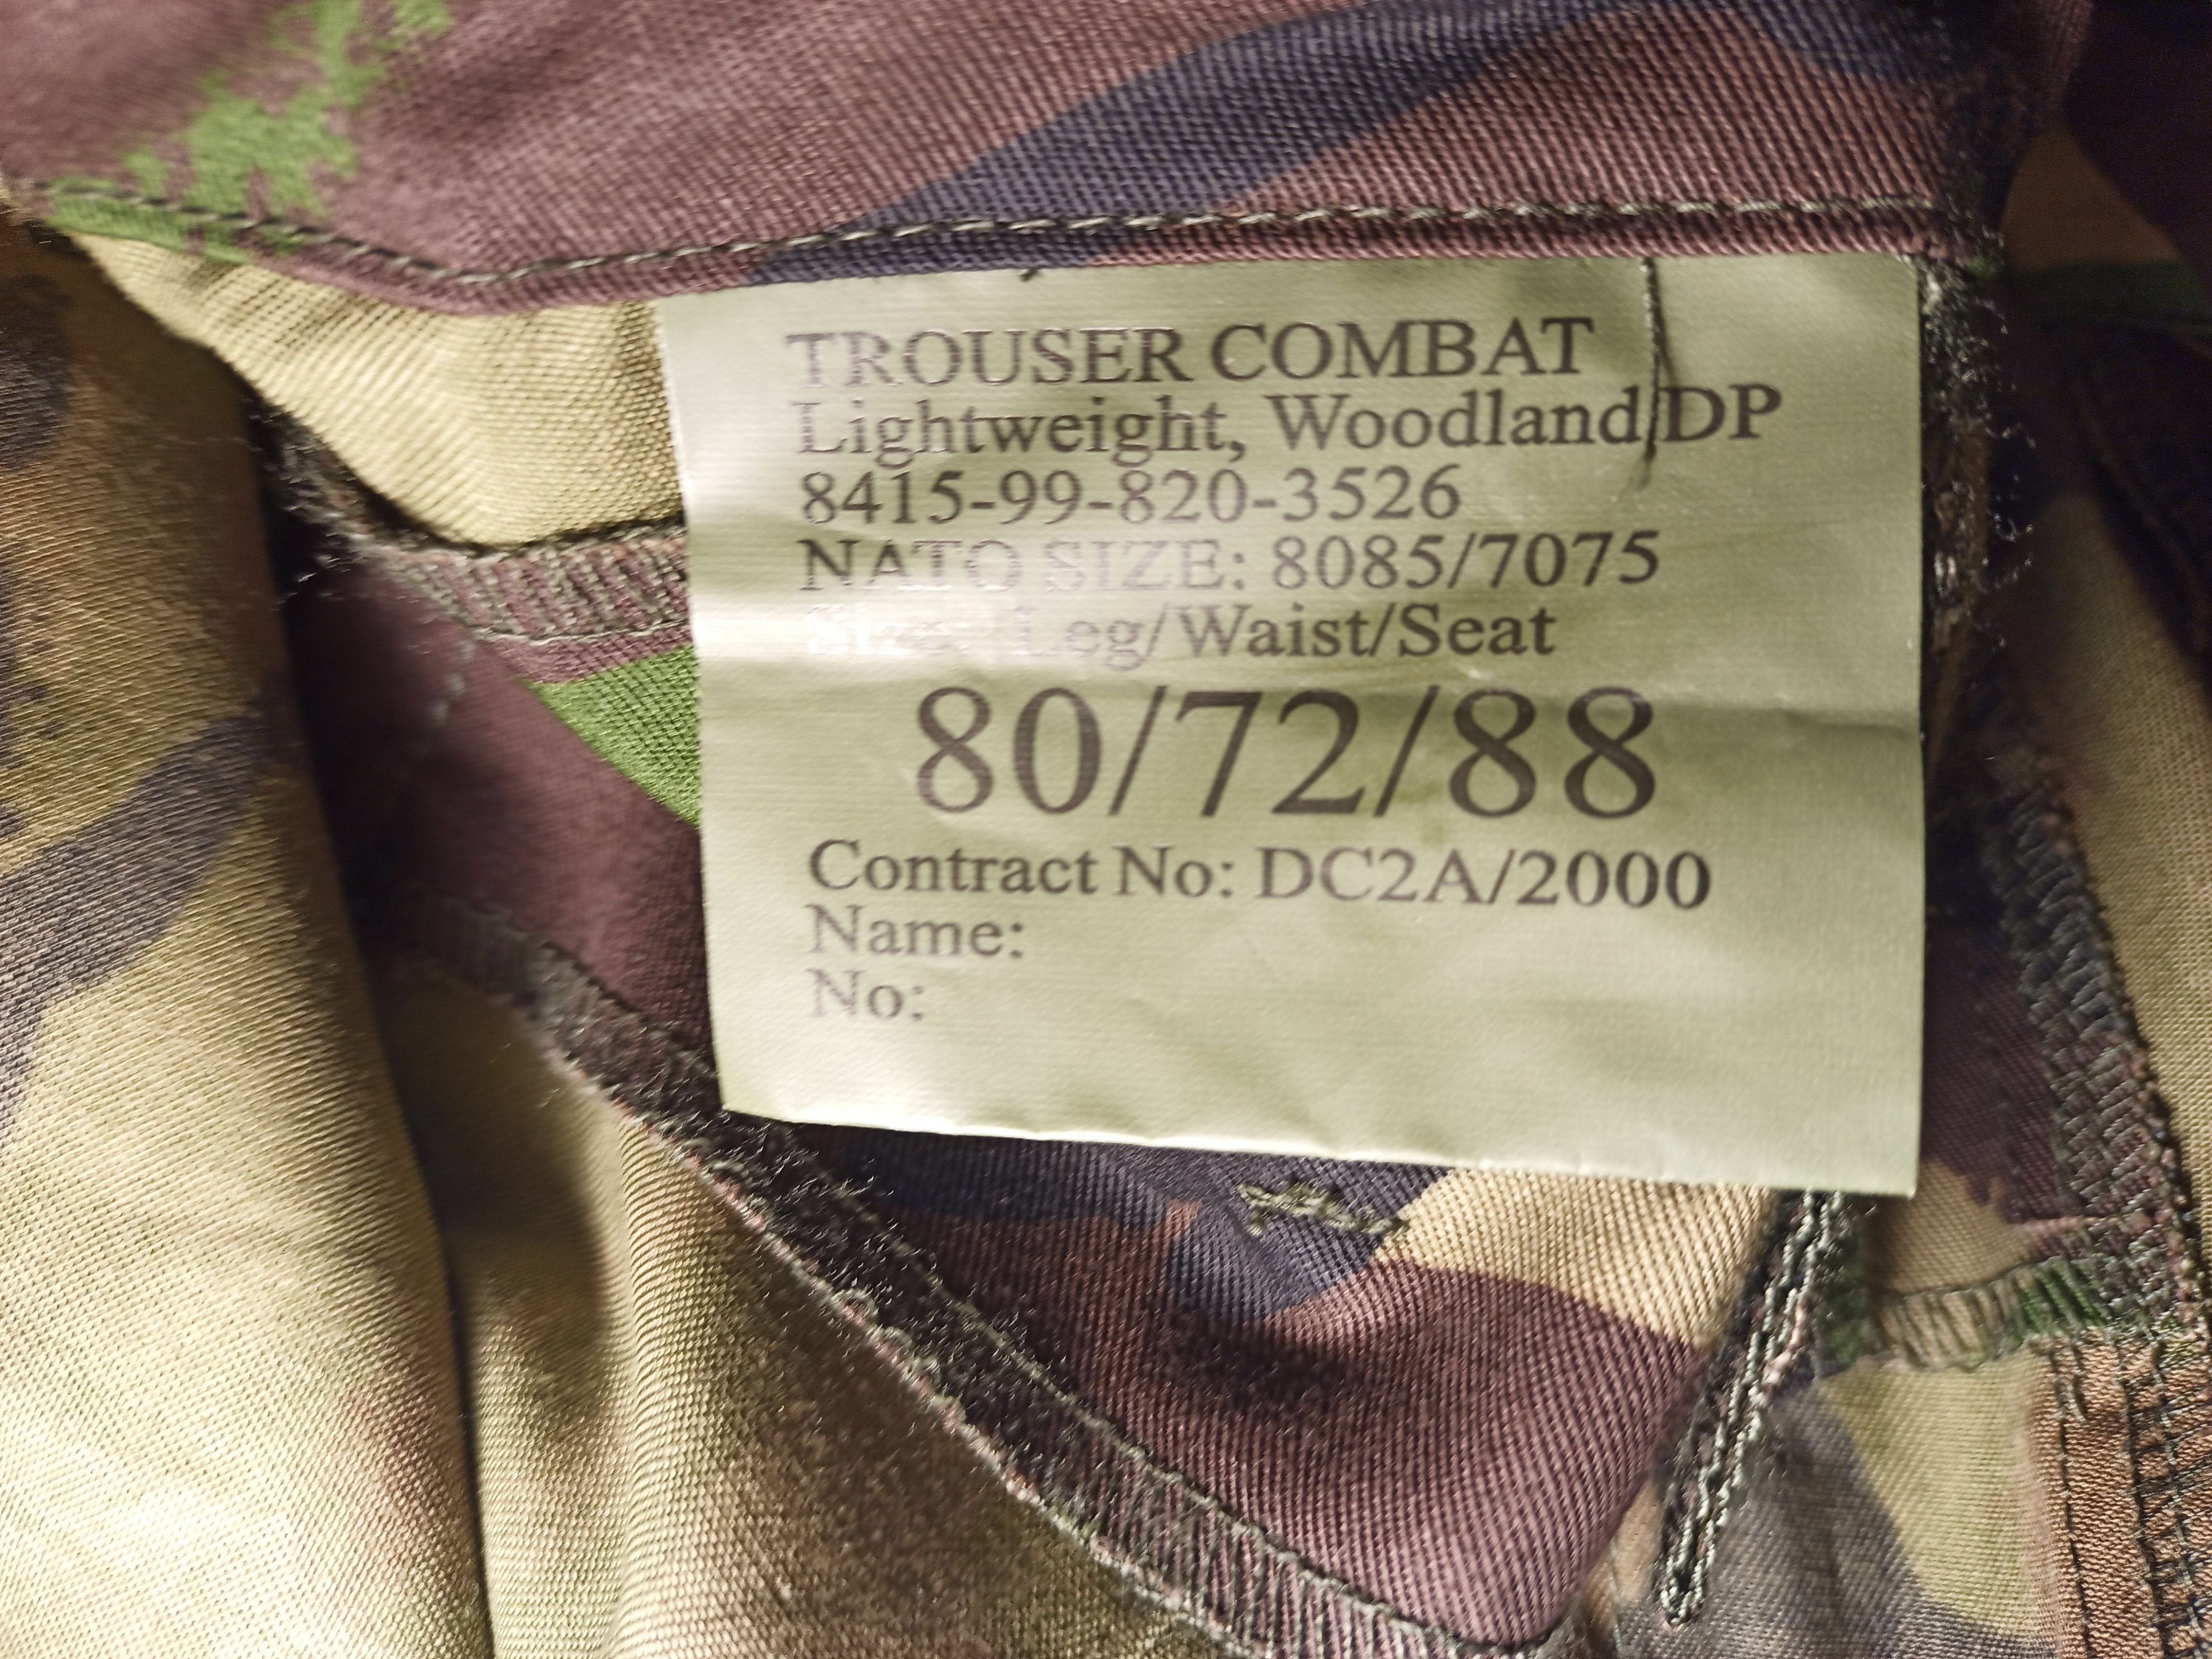 TROUSER COMBAT
Lightweight, Woodland DP
8415-99-820-3526
NATO SIZE: 8085/7075
Size: Leg/Waist/Seat
80/72/88
Contract No: DC2A/2000
Name:
No: